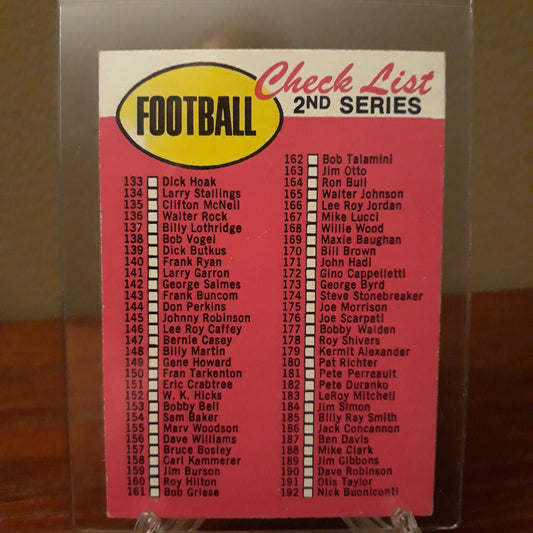 FOOTBALL
Check List
2ND SERIES
133 Dick Hoak
134 Larry Stallings
135 Clifton McNeil
136 Walter Rock
137 Billy Lothridge
138 Bob Vogel
139 Dick Butkus
140 Frank Ryan
141 Larry Garron
142 George Saimes
143 Frank Buncom
144 Don Perkins
145 Johnny Robinson
146 Lee Roy Caffey
147 Bernie Casey
148 Billy Martin
149 Gene Howard
150 Fran Tarkenton
151 Eric Crabtree
152 W. K. Hicks
153 Bobby Bell
154 Sam Baker
155 Marv Woodson
156 Dave Williams
157 Bruce Bosley
158 Carl Kammerer
159 Jim Burson
160 Roy Hilton
161 Bob Griese
162 Bob Talamini
163 Jim Otto
164 Ron Bull
165 Walter Johnson
166 Lee Roy Jordan
167 Mike Lucci
168 Willie Wood
169 Maxie Baughan
170 Bill Brown
171 John Hadl
172 Gino Cappelletti
173 George Byrd
174 Steve Stonebreaker
175 Joe Morrison
176 Joe Scarpati
177 Bobby Walden
178 Roy Shivers
179 Kermit Alexander
180 Pat Richter
181 Pete Perreault
182 Pete Duranko
183 LeRoy Mitchell
184 Jim Simon
185 Billy Ray Smith
186 Jack Concannon
187 Ben Davis
188 Mike Clark
189 Jim Gibbons
190 Dave Robinson
191 Otis Taylor
192 Nick Buoniconti